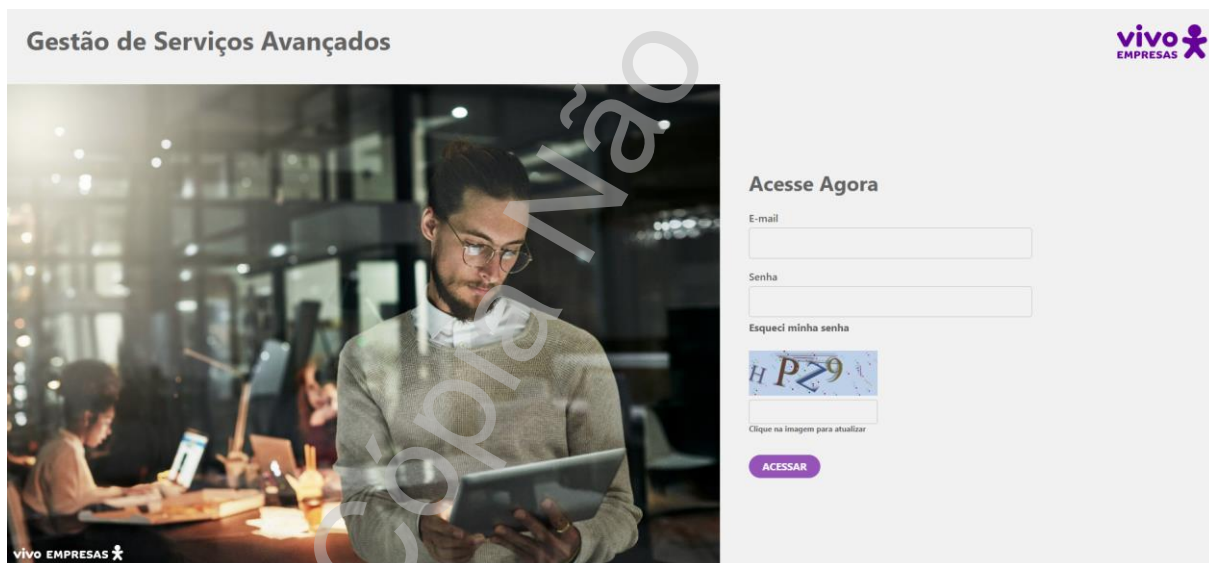 Gestão de Serviços Avançados
vivo
EMPRESAS
Acesse Agora
E-mail
Senha
Esqueci minha senha
H PZ9
Clique na imagem para atualizar
ACESSAR
vivo EMPRESAS
Cópia Não